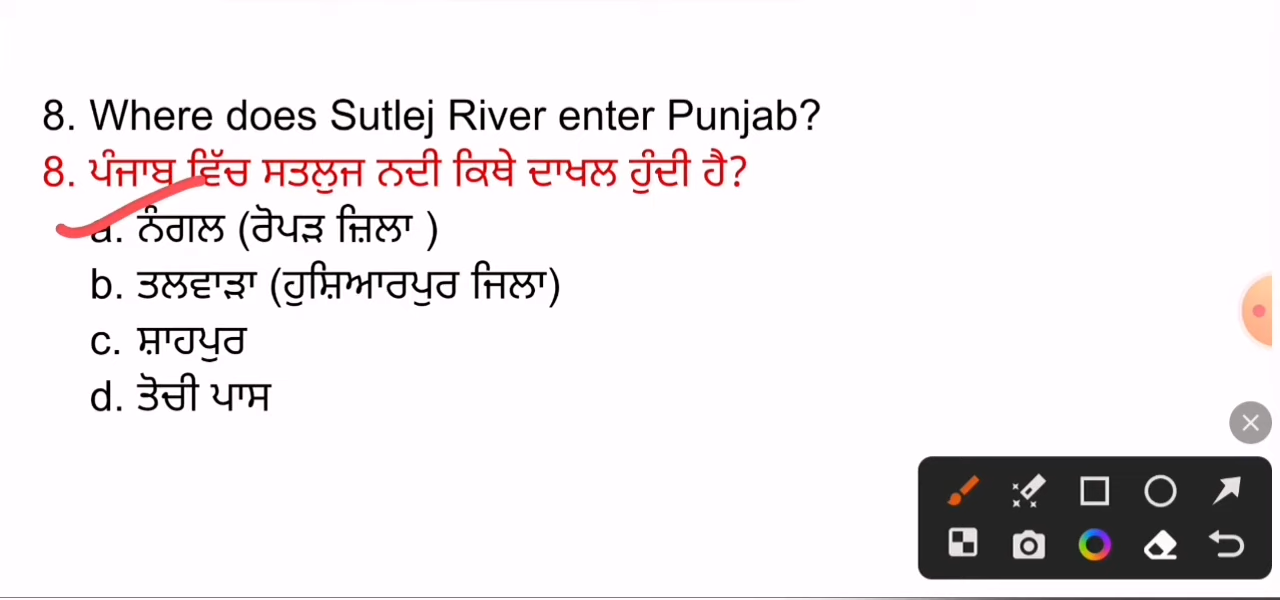 8. Where does Sutlej River enter Punjab?
8. ਪੰਜਾਬ ਵਿੱਚ ਸਤਲੁਜ ਨਦੀ ਕਿਥੇ ਦਾਖਲ ਹੁੰਦੀ ਹੈ?
a. ਨੰਗਲ (ਰੋਪੜ ਜ਼ਿਲਾ )
b. ਤਲਵਾੜਾ (ਹੁਸ਼ਿਆਰਪੁਰ ਜਿਲਾ)
c. ਸ਼ਾਹਪੁਰ
d. ਤੋਚੀ ਪਾਸ